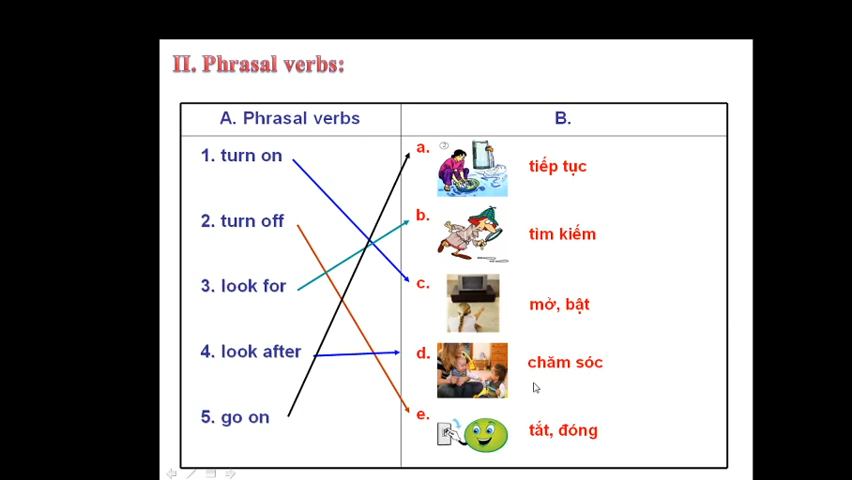 II. Phrasal verbs:
A. Phrasal verbs
B.
1. turn on
a.
tiếp tục
2. turn off
b.
tìm kiếm
3. look for
c.
mở, bật
4. look after
d.
chăm sóc
5. go on
e.
tắt, đóng